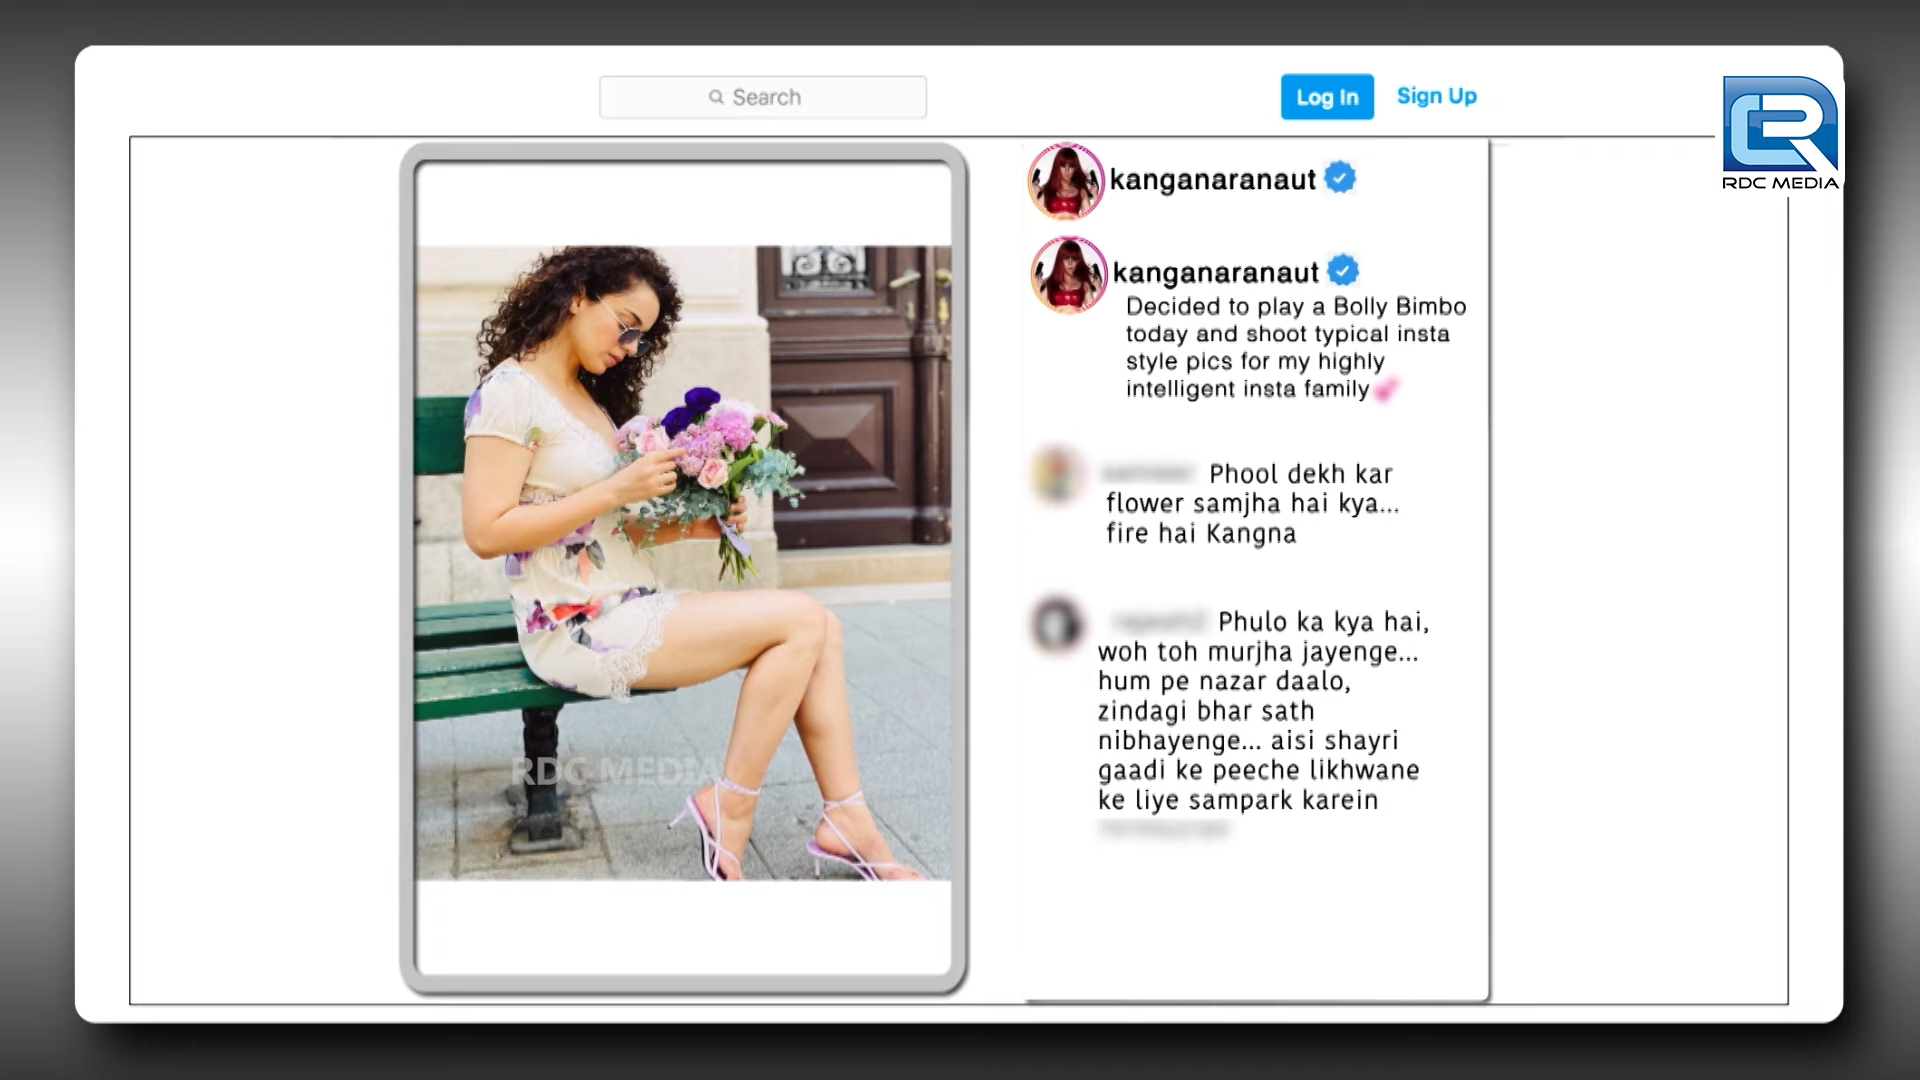 Search
Log In
Sign Up
RDC MEDIA
kanganaranaut
kanganaranaut
Decided to play a Bolly Bimbo
today and shoot typical insta
style pics for my highly
intelligent insta family
Phool dekh kar
flower samjha hai kya...
fire hai Kangna
Phulo ka kya hai,
woh toh murjha jayenge...
hum pe nazar daalo,
zindagi bhar sath
nibhayenge... aisi shayri
gaadi ke peeche likhwane
ke liye sampark karein
RDC MEDIA